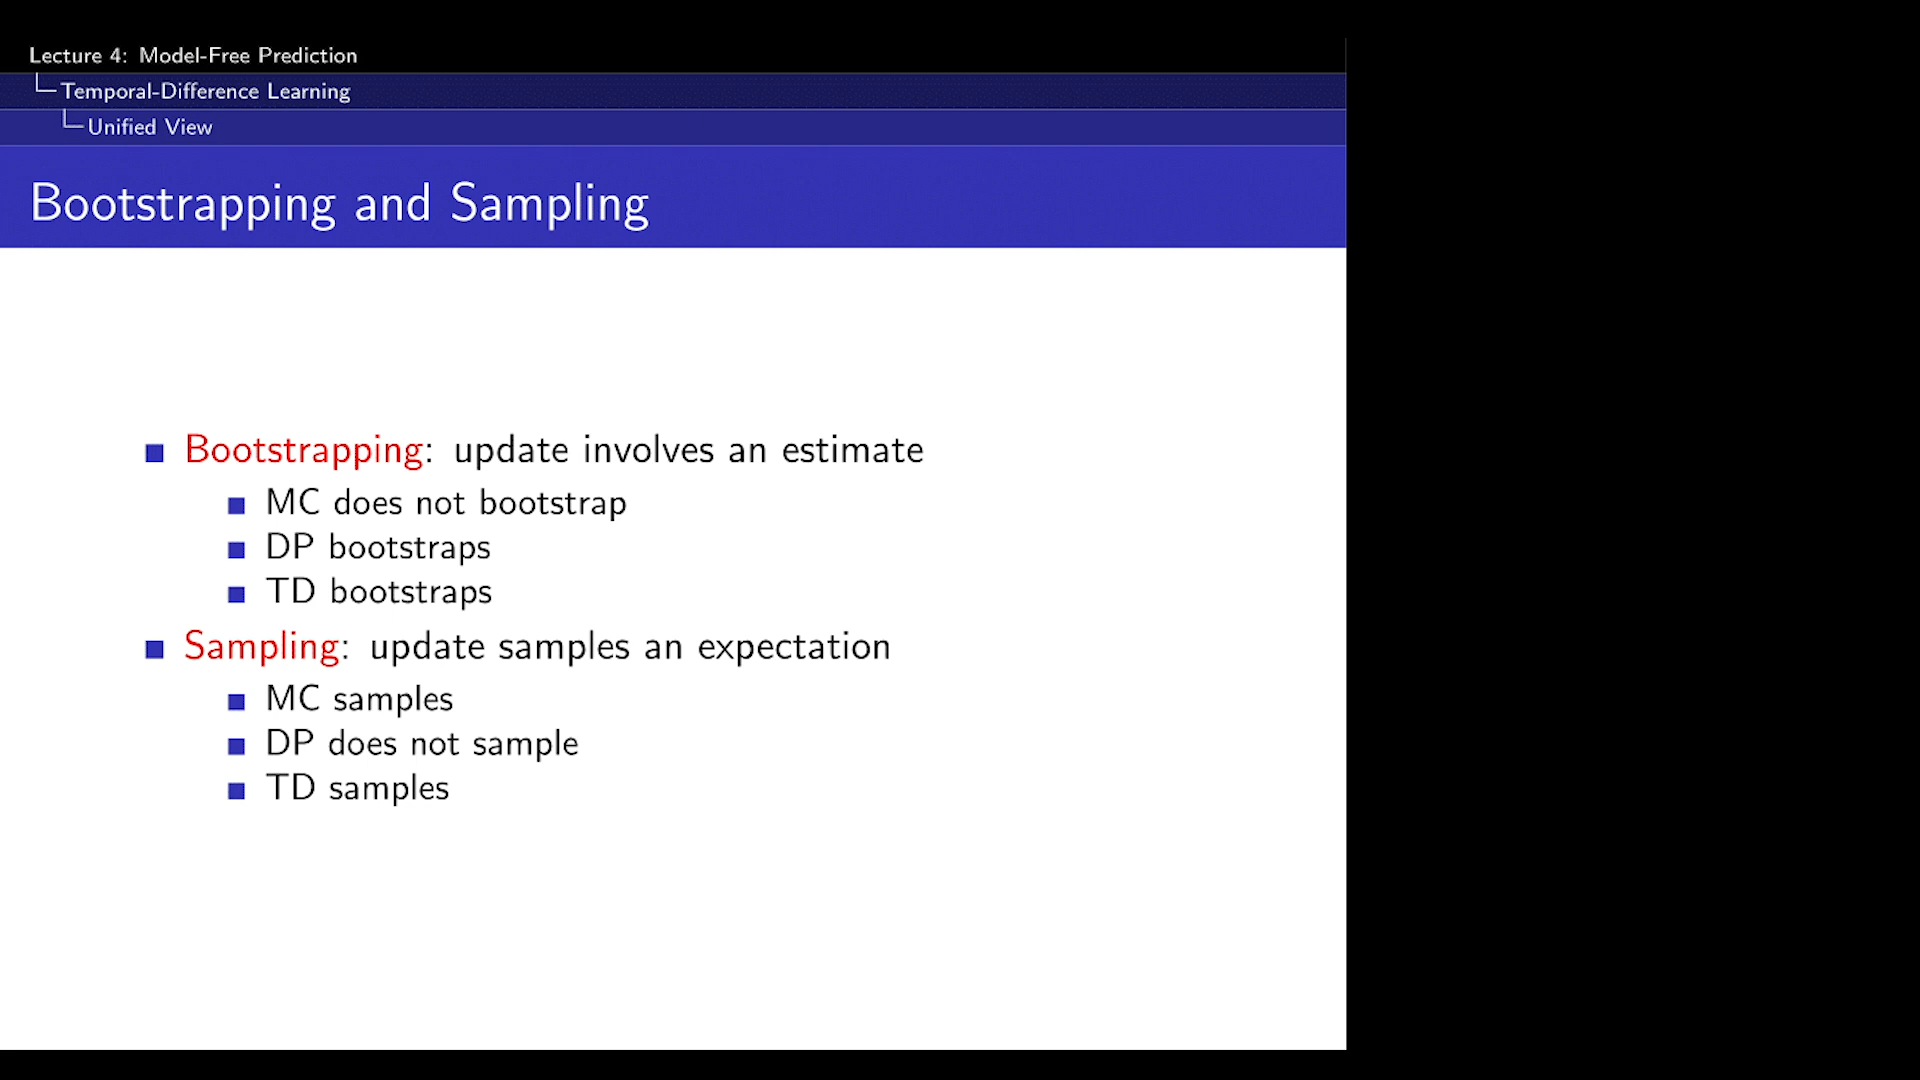 Lecture 4: Model-Free Prediction
Temporal-Difference Learning
Unified View
Bootstrapping and Sampling
Bootstrapping: update involves an estimate
MC does not bootstrap
DP bootstraps
TD bootstraps
Sampling: update samples an expectation
MC samples
DP does not sample
TD samples